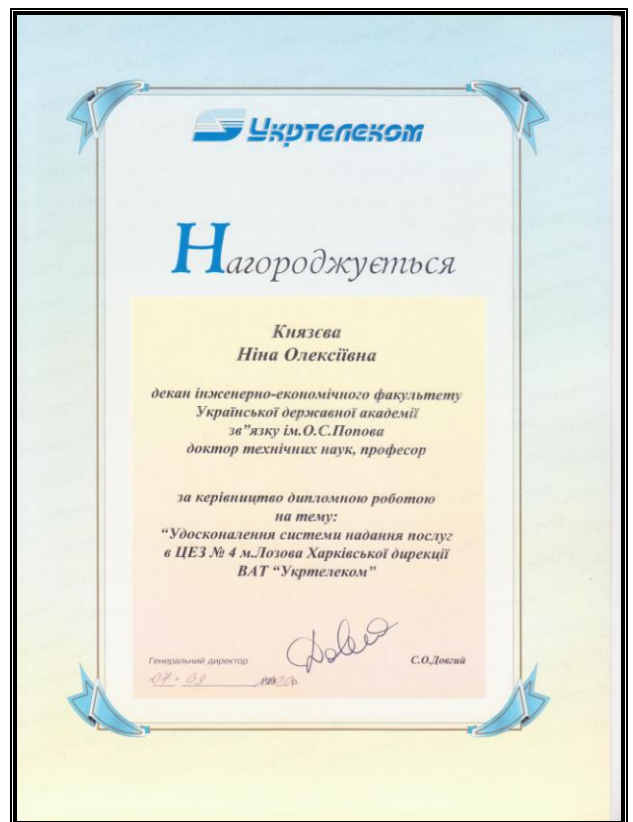 Укртелеком
Нагороджується
Князєва
Ніна Олексіївна
декан інженерно-економічного факультету
Української державної академії
зв”язку ім.О.С.Попова
доктор технічних наук, професор
за керівництво дипломною роботою
на тему:
“Удосконалення системи надання послуг
в ЦЕЗ № 4 м.Лозова Харківської дирекції
ВАТ “Укртелеком”
Генеральний директор
С.О.Довгий
07. 09